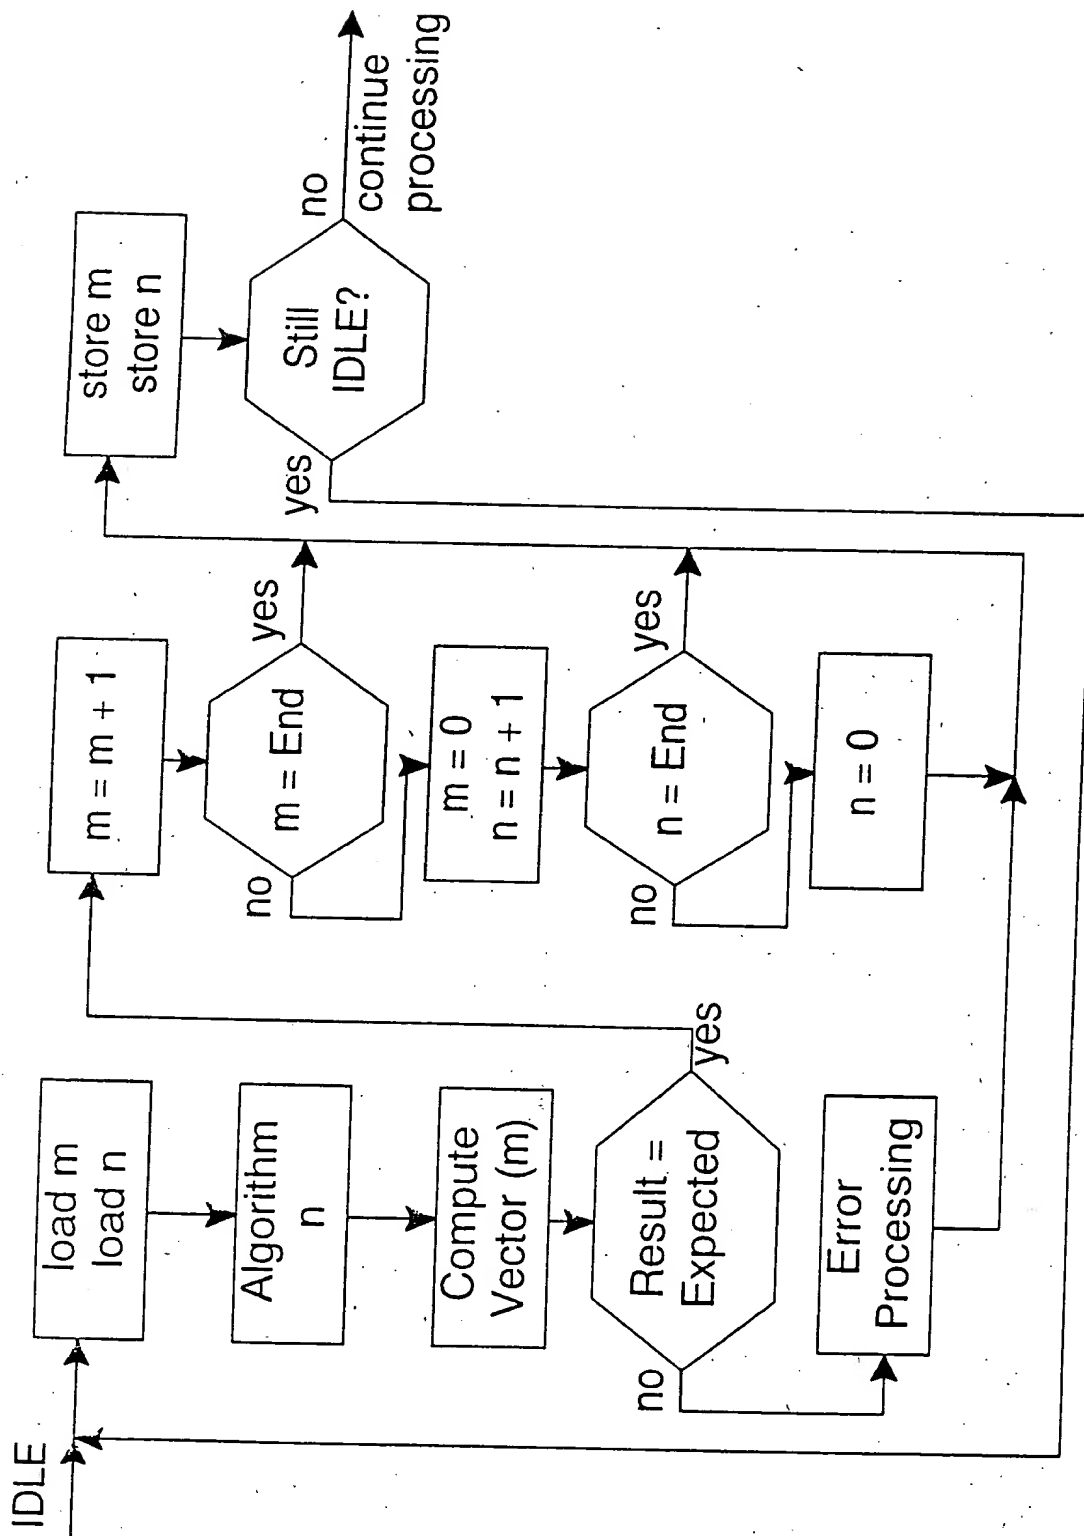 IDLE
load m
load n
Algorithm
n
Compute
Vector (m)
Result =
Expected
no
yes
Error
Processing
m = m + 1
m = End
no
yes
m = 0
n = n + 1
n = End
no
yes
n = 0
store m
store n
Still
IDLE?
yes
no
continue
processing